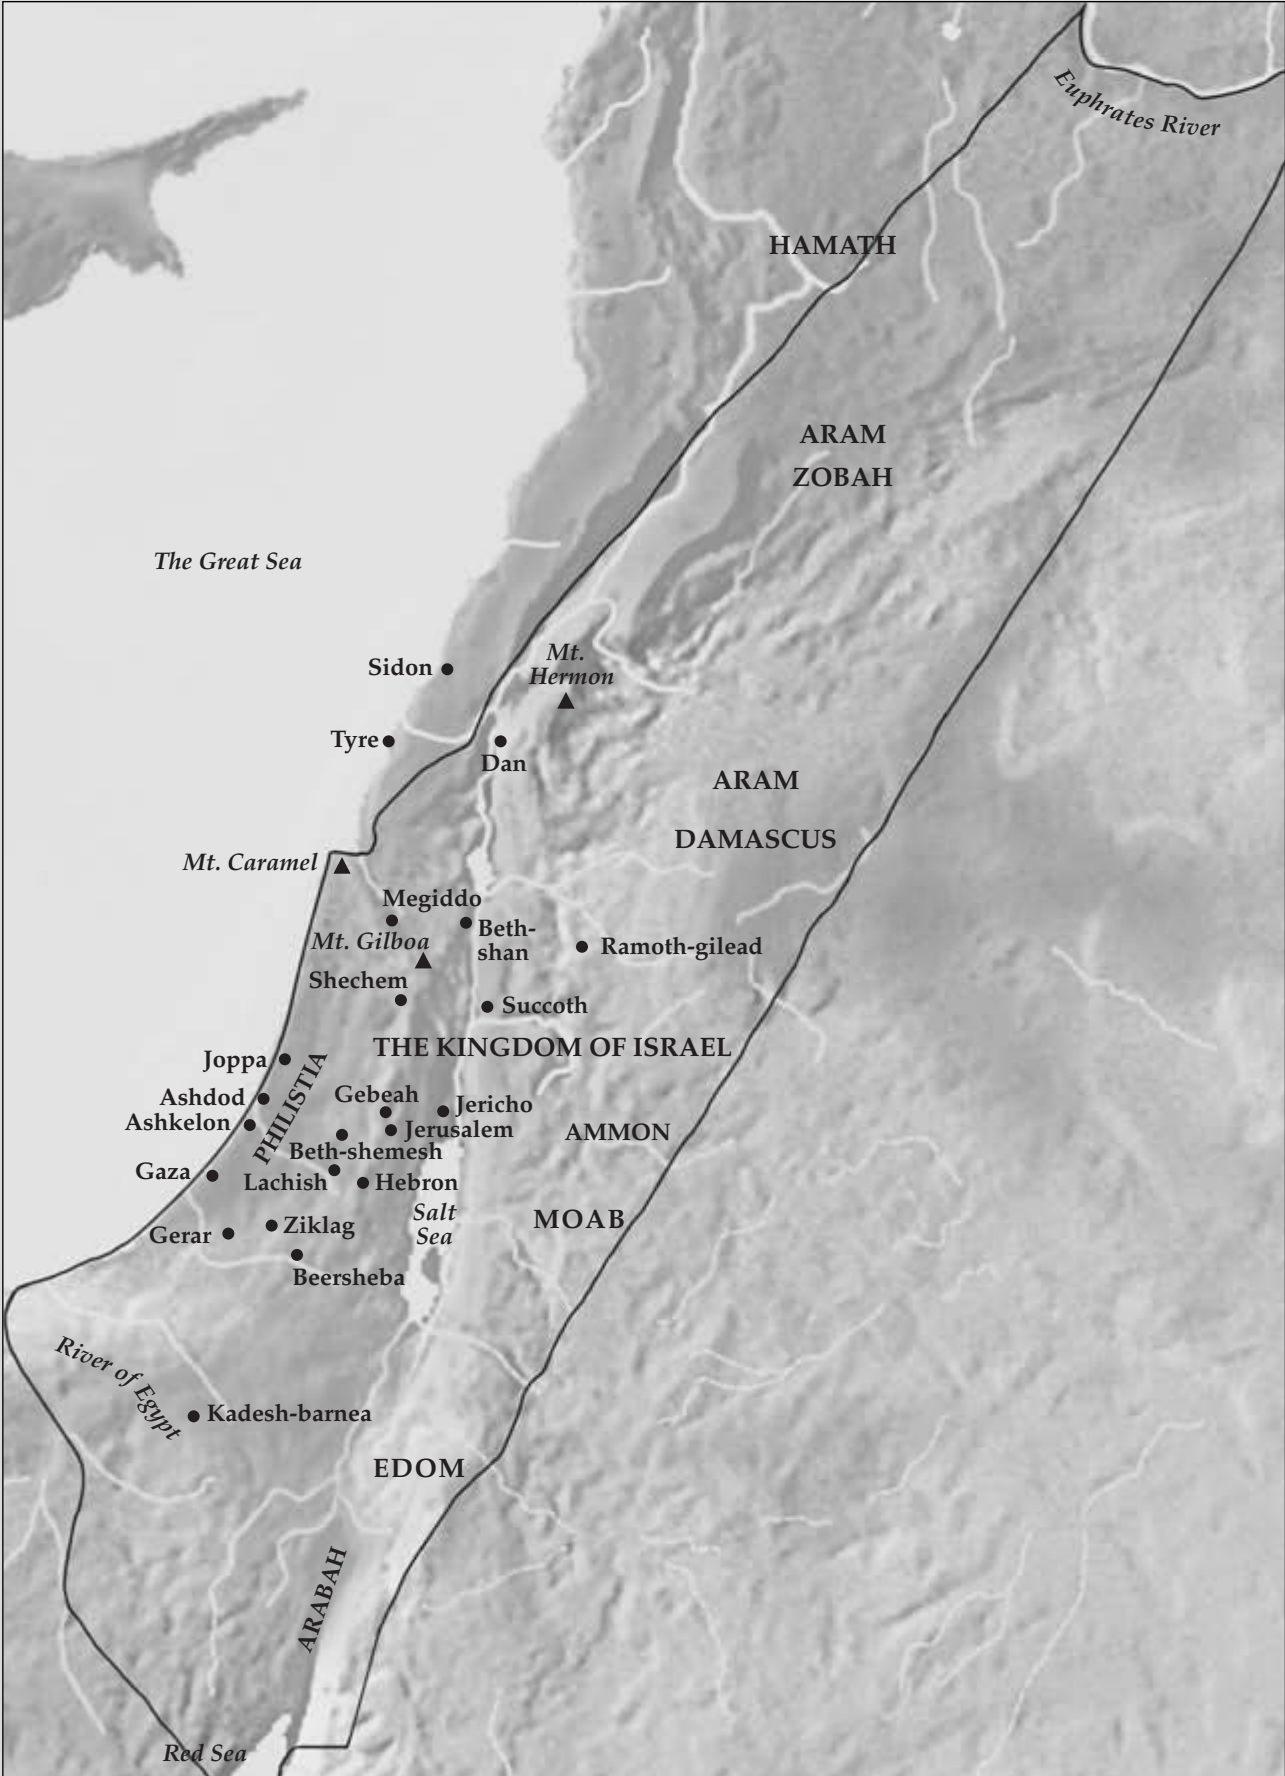 Euphrates River
HAMATH
ARAM
ZOBAH
The Great Sea
Mt.
Hermon
Sidon
Tyre
Dan
ARAM
DAMASCUS
Mt. Caramel
Megiddo
Beth-
shan
Mt. Gilboa
Ramoth-gilead
Shechem
Succoth
THE KINGDOM OF ISRAEL
Joppa
PHILISTIA
Ashdod
Gebeah
Jericho
Ashkelon
Jerusalem
AMMON
Beth-shemesh
Gaza
Lachish
Hebron
Salt
Sea
MOAB
Gerar
Ziklag
Beersheba
River of Egypt
Kadesh-barnea
EDOM
ARABAH
Red Sea